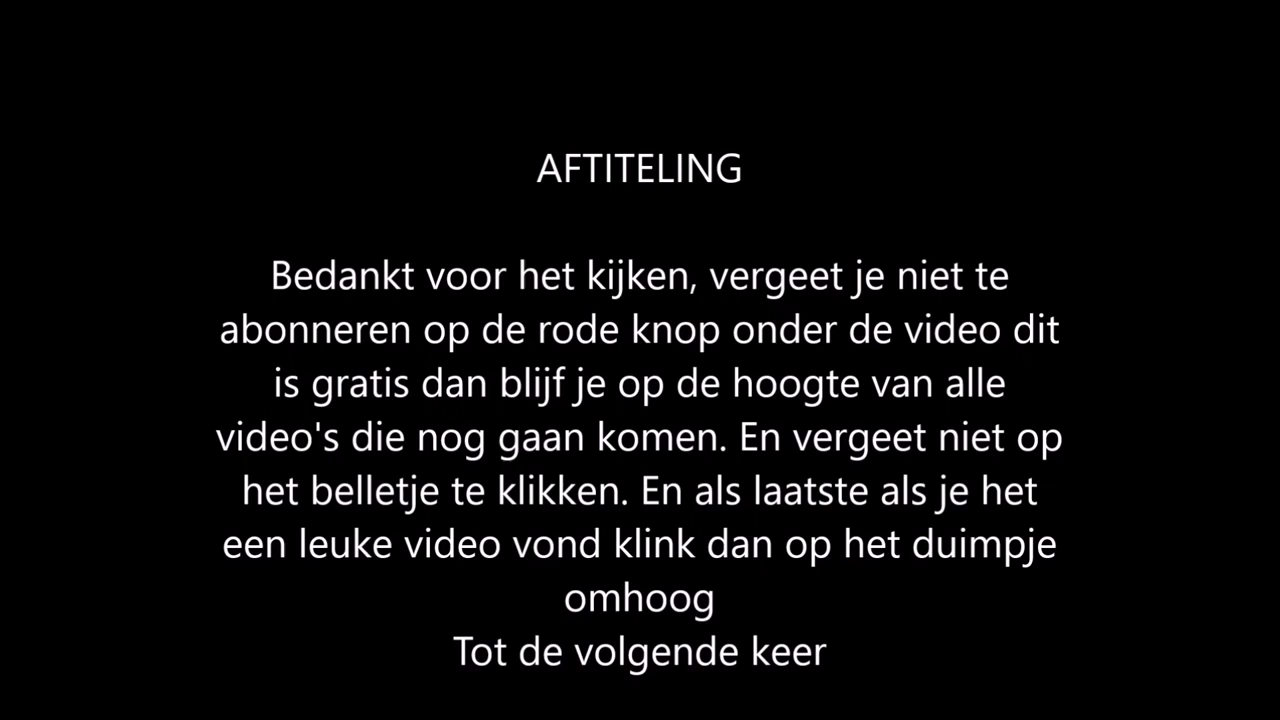 AFTITELING
Bedankt voor het kijken, vergeet je niet te
abonneren op de rode knop onder de video dit
is gratis dan blijf je op de hoogte van alle
video's die nog gaan komen. En vergeet niet op
het belletje te klikken. En als laatste als je het
een leuke video vond klink dan op het duimpje
omhoog
Tot de volgende keer